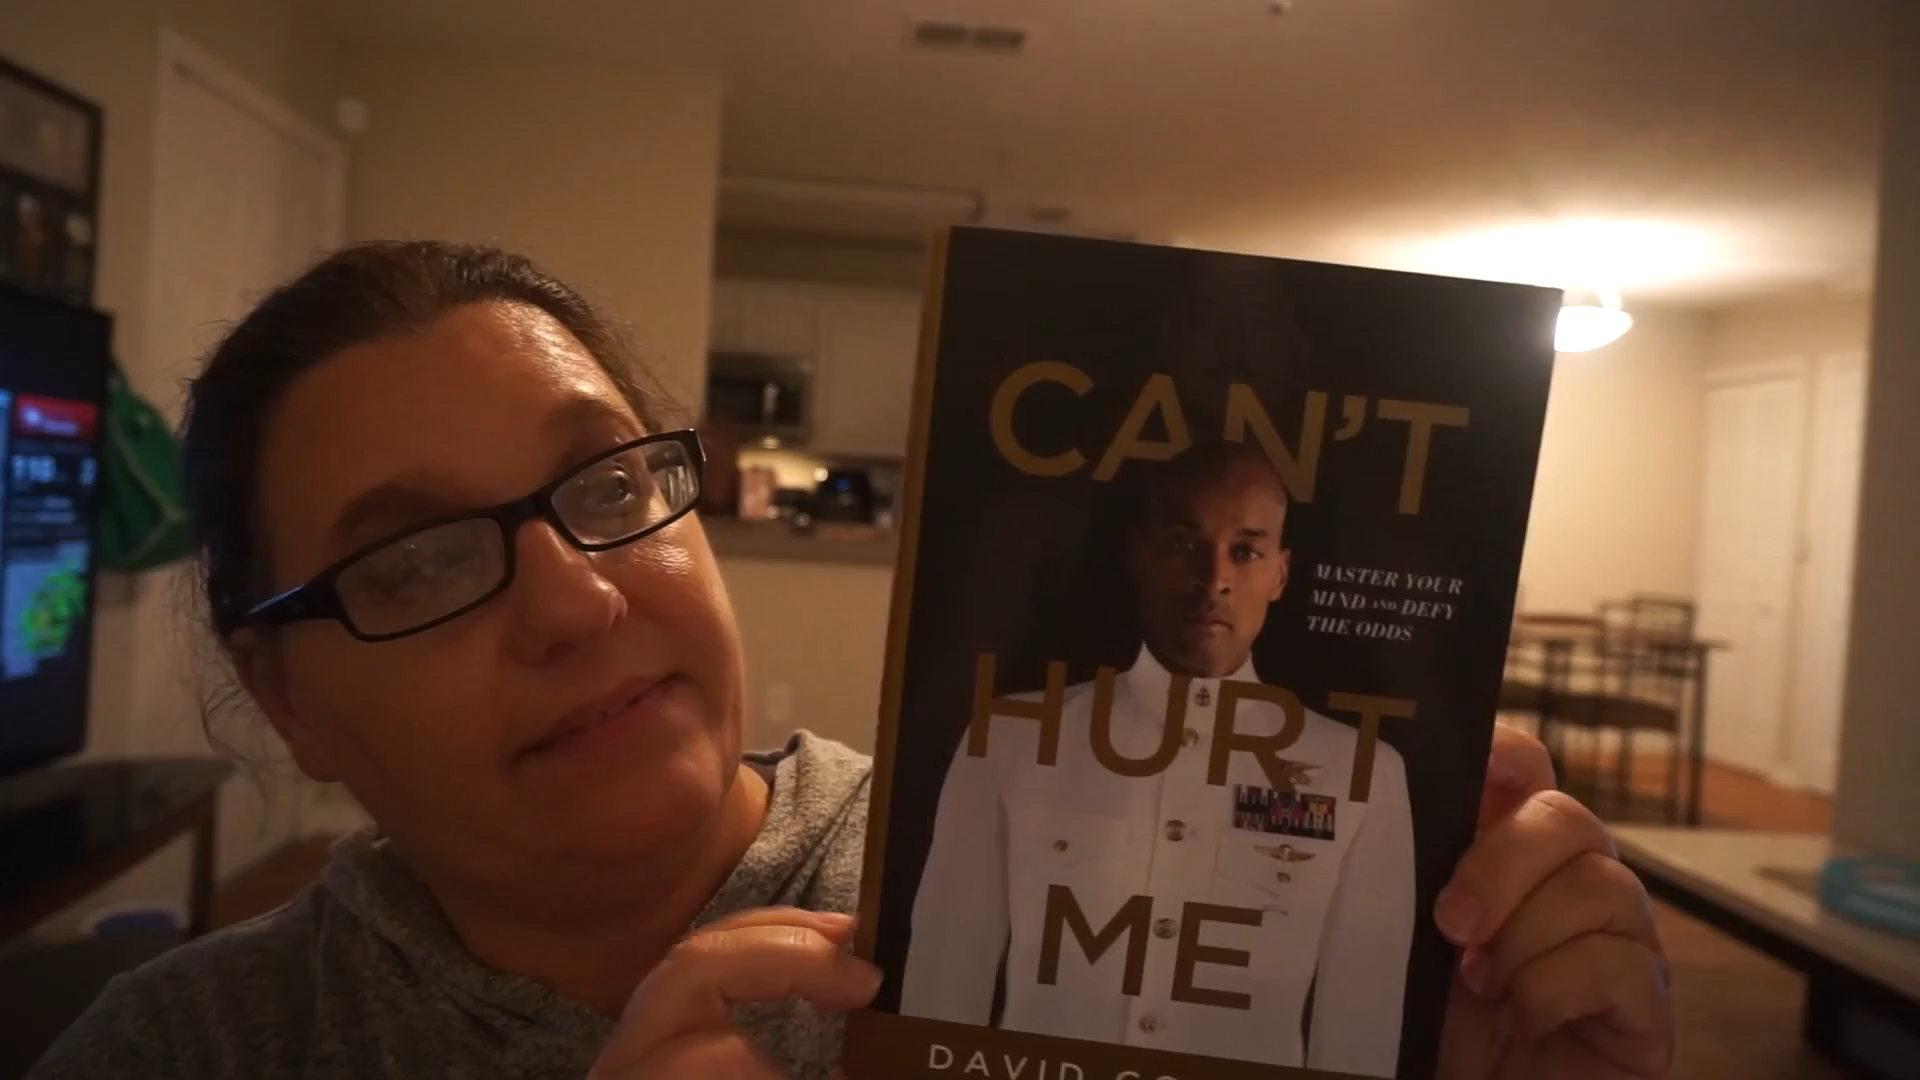 CAN'T
MASTER YOUR
MIND AND DEFY
THE ODDS
HURT
ME
DAVID